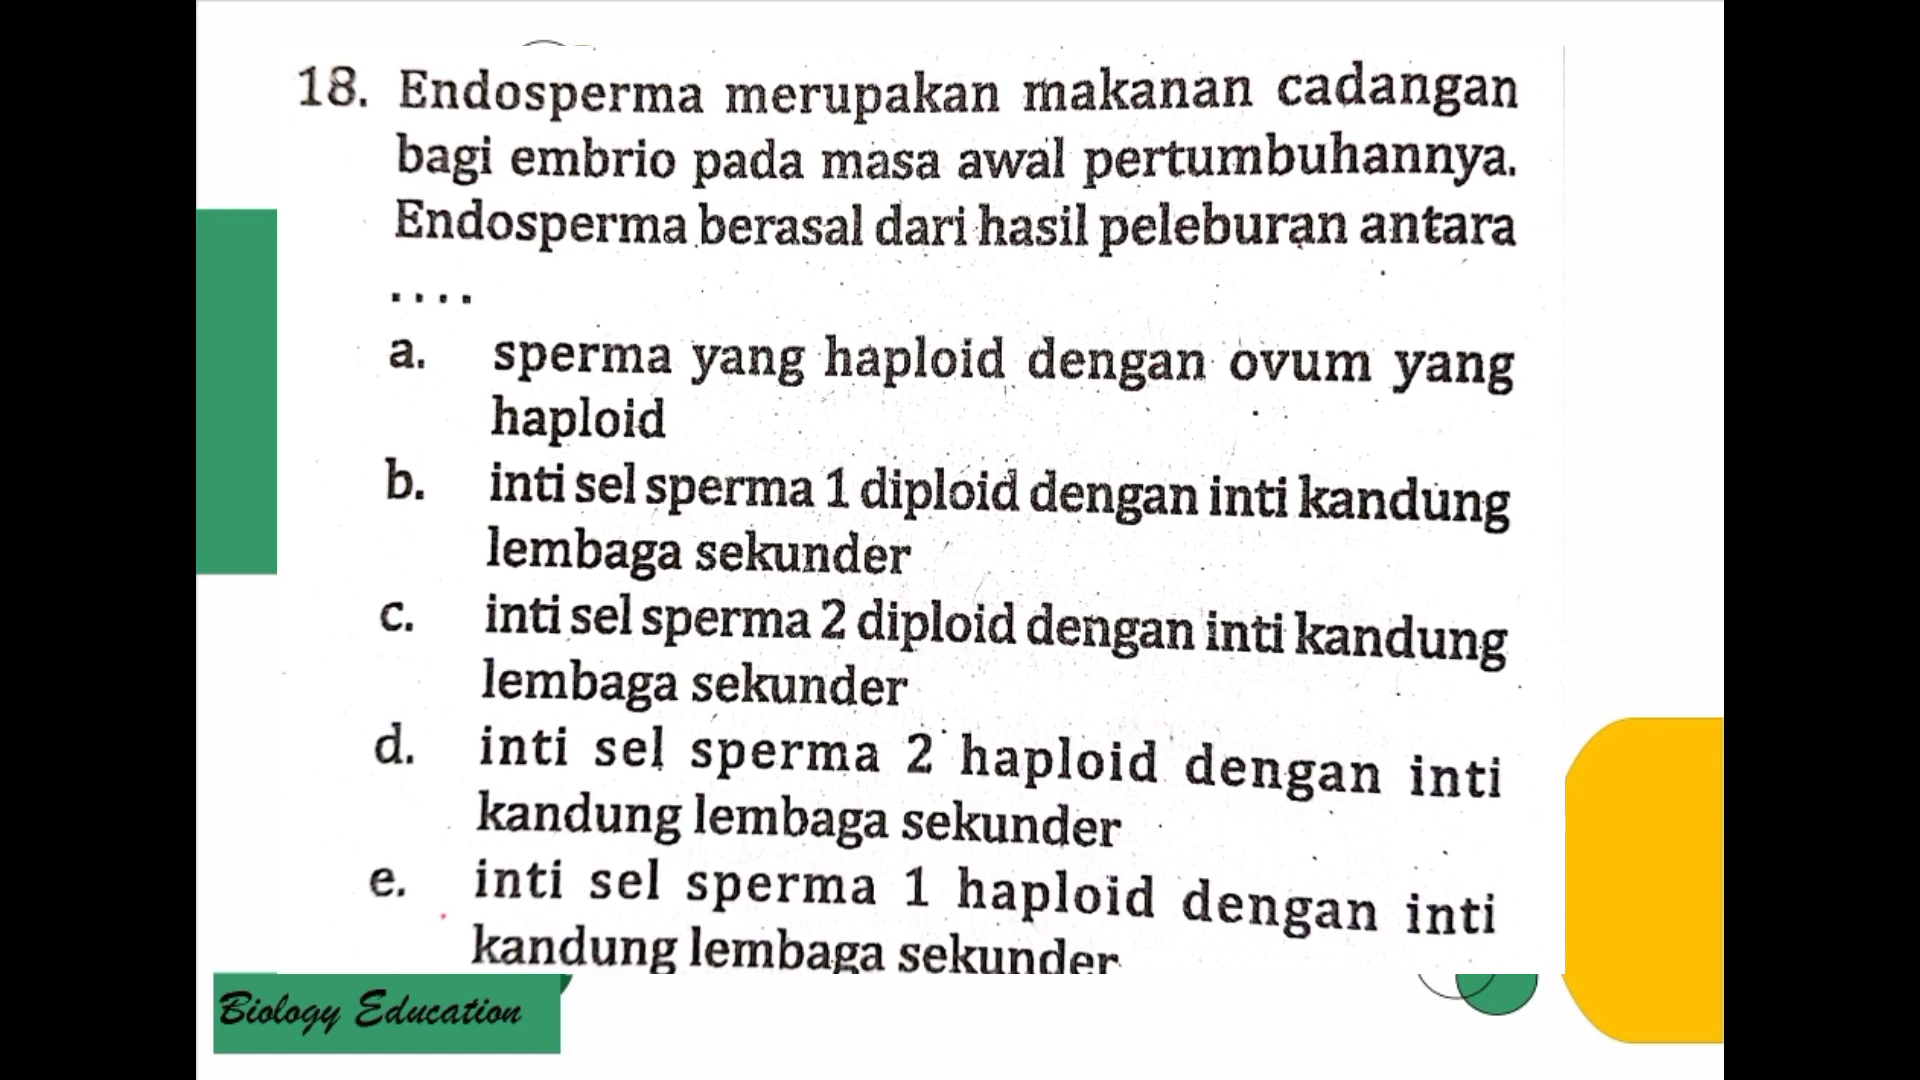 18. Endosperma merupakan makanan cadangan
bagi embrio pada masa awal pertumbuhannya.
Endosperma berasal dari hasil peleburan antara
....
a. sperma yang haploid dengan ovum yang
haploid
b. inti sel sperma 1 diploid dengan inti kandung
lembaga sekunder
c. inti sel sperma 2 diploid dengan inti kandung
lembaga sekunder
d. inti sel sperma 2 haploid dengan inti
kandung lembaga sekunder
e. inti sel sperma 1 haploid dengan inti
kandung lembaga sekunder
Biology Education